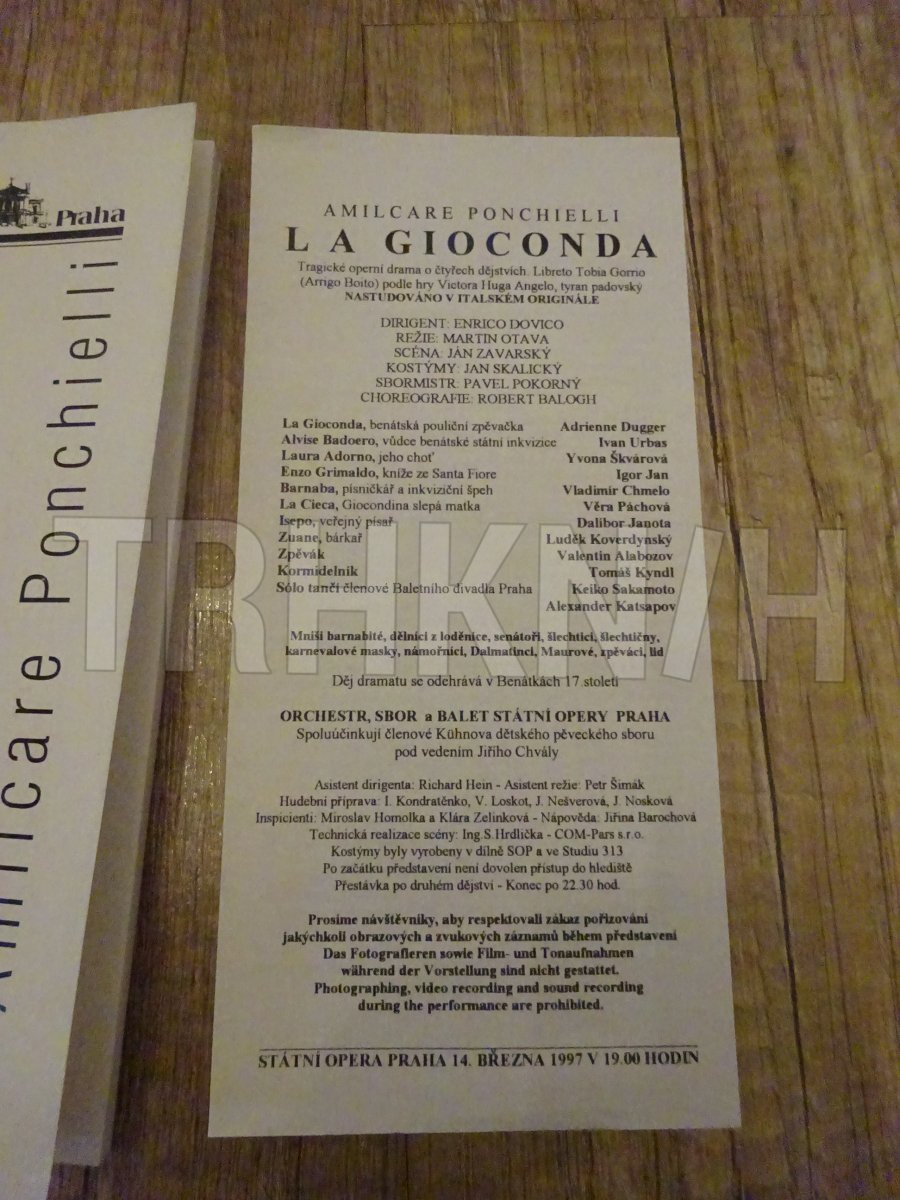 Praha
Amilcare Ponchielli
AMILCARE PONCHIELLI
LA GIOCONDA
Tragické operní drama o čtyřech dějstvích. Libreto Tobia Gorrio
(Arrigo Boito) podle hry Victora Huga Angelo, tyran padovský
NASTUDOVÁNO V ITALSKÉM ORIGINÁLE
DIRIGENT: ENRICO DOVICO
REŽIE: MARTIN OTAVA
SCÉNA: JÁN ZAVARSKÝ
KOSTÝMY: JAN SKALICKÝ
SBORMISTR: PAVEL POKORNÝ
CHOREOGRAFIE: ROBERT BALOGH
La Gioconda, benátská pouliční zpěvačka Adrienne Dugger
Alvise Badoero, vůdce benátské státní inkvizice Ivan Urbas
Laura Adorno, jeho choť Yvona Škvárová
Enzo Grimaldo, kníže ze Santa Fiore Igor Jan
Barnaba, písničkář a inkviziční špeh Vladimír Chmelo
La Cieca, Giocondina slepá matka Věra Páchová
Isepo, veřejný písař Dalibor Janota
Zuane, bárkař Luděk Koverdynský
Zpěvák Valentin Alabozov
Kormidelník Tomáš Kyndl
Sólo tančí členové Baletního divadla Praha Keiko Sakamoto
Alexander Katsapov
Mniši barnabité, dělníci z loděnice, senátoři, šlechtici, šlechtičny,
karnevalové masky, námořníci, Dalmatinci, Maurové, zpěváci, lid
Děj dramatu se odehrává v Benátkách 17.století
ORCHESTR, SBOR a BALET STÁTNÍ OPERY PRAHA
Spoluúčinkují členové Kühnova dětského pěveckého sboru
pod vedením Jiřího Chvály
Asistent dirigenta: Richard Hein - Asistent režie: Petr Šimák
Hudební příprava: I. Kondratěnko, V. Loskot, J. Nešverová, J. Nosková
Inspicienti: Miroslav Homolka a Klára Zelinková - Nápověda: Jiřina Barochová
Technická realizace scény: Ing.S.Hrdlička - COM-Pars s.r.o.
Kostýmy byly vyrobeny v dílně SOP a ve Studiu 313
Po začátku představení není dovolen přístup do hlediště
Přestávka po druhém dějství - Konec po 22.30 hod.
Prosíme návštěvníky, aby respektovali zákaz pořizování
jakýchkoli obrazových a zvukových záznamů během představení
Das Fotografieren sowie Film- und Tonaufnahmen
während der Vorstellung sind nicht gestattet.
Photographing, video recording and sound recording
during the performance are prohibited.
STÁTNÍ OPERA PRAHA 14. BŘEZNA 1997 V 19.00 HODIN
TRHKNIH